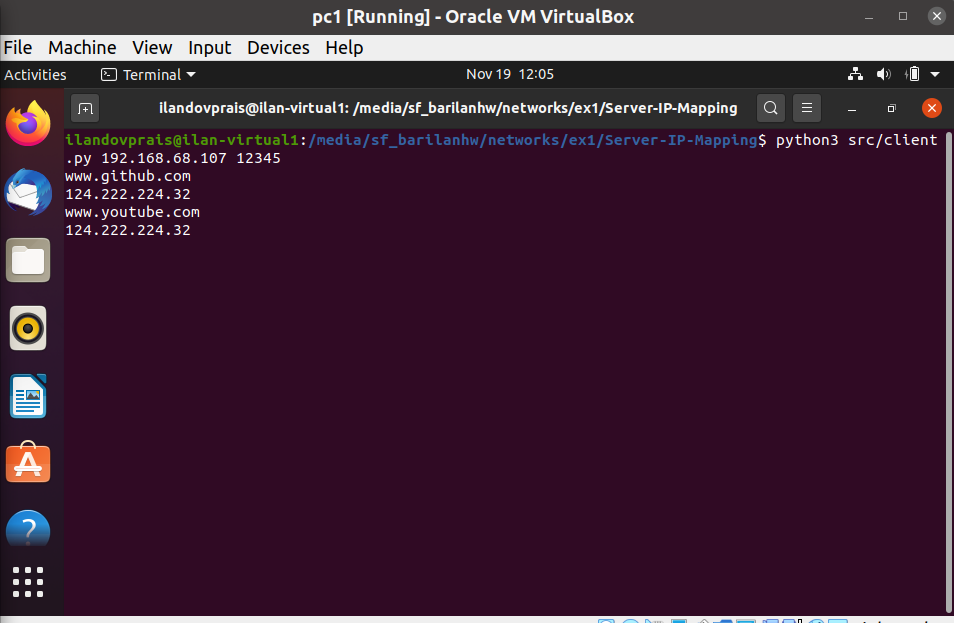 pc1 [Running] - Oracle VM VirtualBox
File Machine View Input Devices Help
Activities Terminal Nov 19 12:05
ilandovprais@ilan-virtual1: /media/sf_barilanhw/networks/ex1/Server-IP-Mapping
ilandovprais@ilan-virtual1:/media/sf_barilanhw/networks/ex1/Server-IP-Mapping$ python3 src/client
.py 192.168.68.107 12345
www.github.com
124.222.224.32
www.youtube.com
124.222.224.32